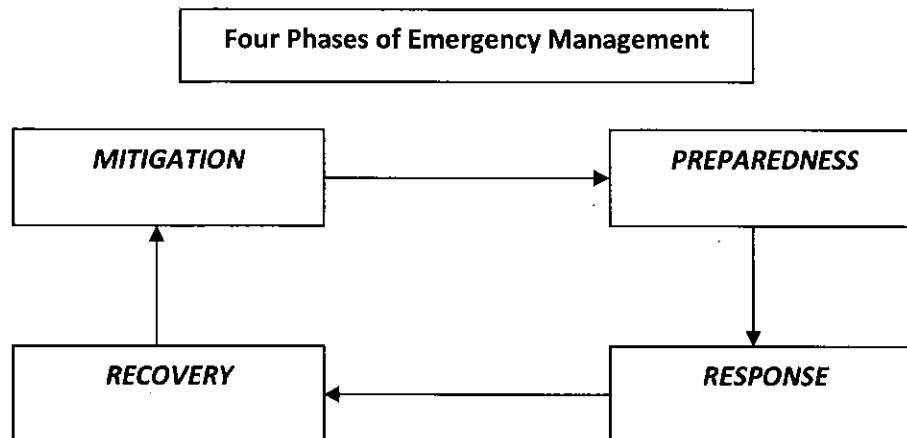 Four Phases of Emergency Management
MITIGATION
PREPAREDNESS
RECOVERY
RESPONSE